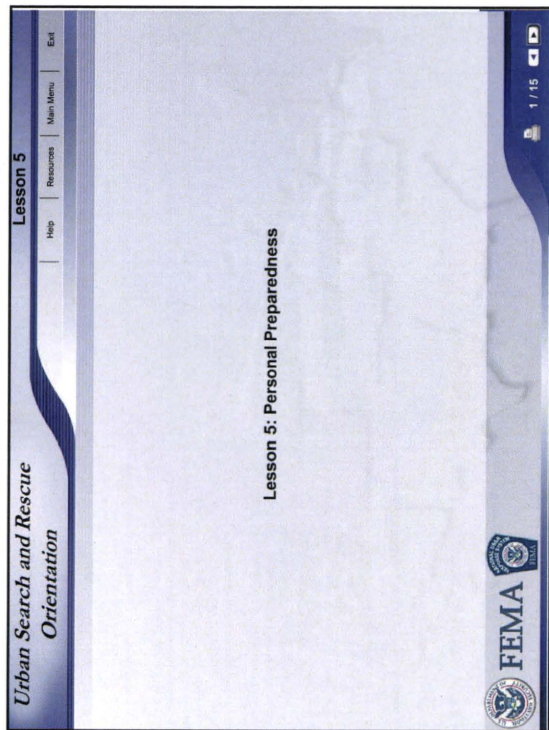 Urban Search and Rescue
Orientation
Lesson 5
Help
Resources
Main Menu
Exit
Lesson 5: Personal Preparedness
FEMA
FEMA
1 / 15